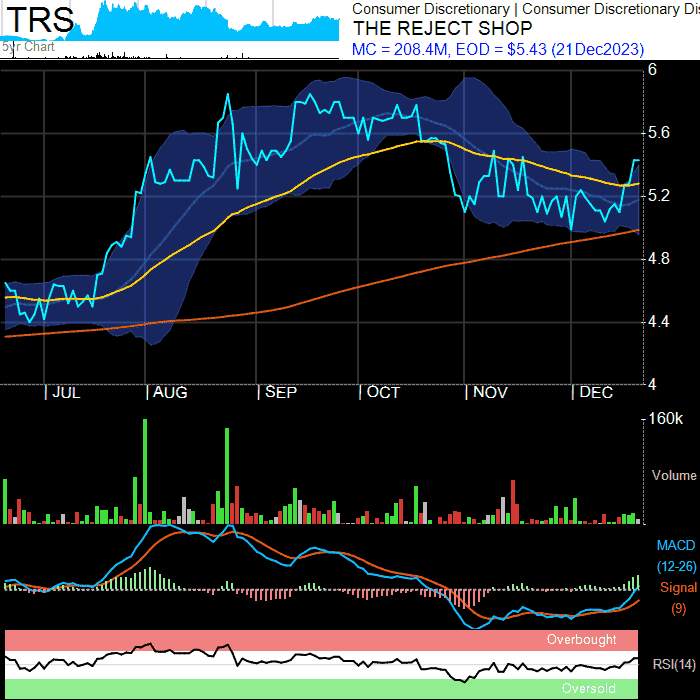 TRS
5yr Chart
Consumer Discretionary | Consumer Discretionary Dis
THE REJECT SHOP
MC = 208.4M, EOD = $5.43 (21Dec2023)
6
5.6
5.2
4.8
4.4
4
JUL
AUG
SEP
OCT
NOV
DEC
160k
Volume
MACD
(12-26)
Signal
(9)
Overbought
RSI(14)
Oversold